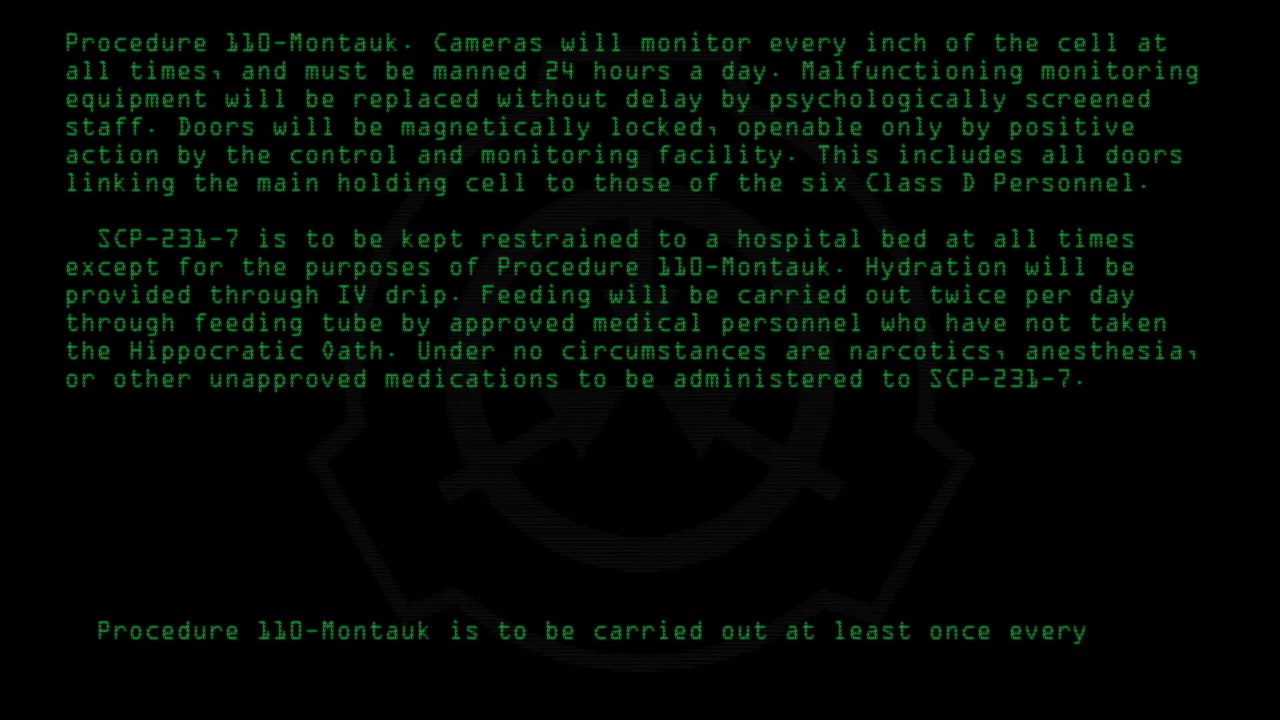 Procedure 110-Montauk. Cameras will monitor every inch of the cell at
all times, and must be manned 24 hours a day. Malfunctioning monitoring
equipment will be replaced without delay by psychologically screened
staff. Doors will be magnetically locked, openable only by positive
action by the control and monitoring facility. This includes all doors
linking the main holding cell to those of the six Class D Personnel.
SCP-231-7 is to be kept restrained to a hospital bed at all times
except for the purposes of Procedure 110-Montauk. Hydration will be
provided through IV drip. Feeding will be carried out twice per day
through feeding tube by approved medical personnel who have not taken
the Hippocratic Oath. Under no circumstances are narcotics, anesthesia,
or other unapproved medications to be administered to SCP-231-7.
Procedure 110-Montauk is to be carried out at least once every